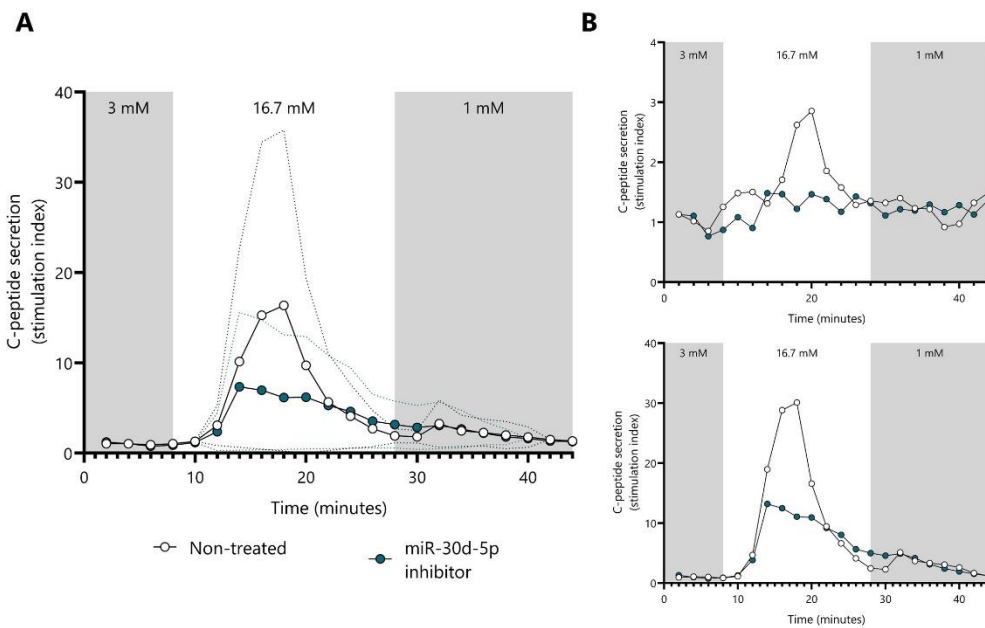 A
3 mM
16.7 mM
1 mM
40
30
20
10
0
C-peptide secretion
(stimulation index)
0
10
20
30
40
Time (minutes)
Non-treated
miR-30d-5p
inhibitor
B
3 mM
16.7 mM
1 mM
4
3
2
1
0
C-peptide secretion
(stimulation index)
0
20
40
Time (minutes)
3 mM
16.7 mM
1 mM
40
30
20
10
0
C-peptide secretion
(stimulation index)
0
10
20
30
40
Time (minutes)